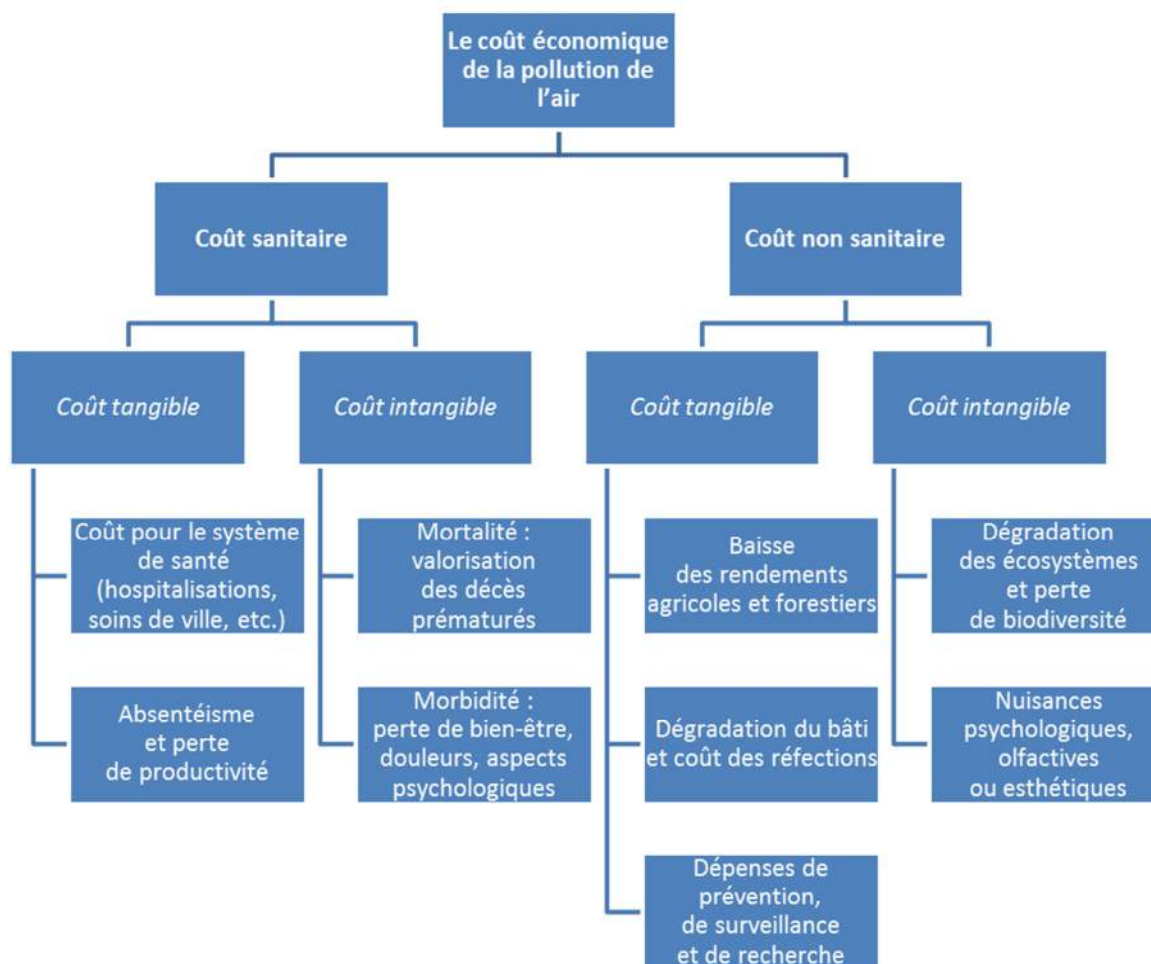 Le coût économique
de la pollution de
l’air
Coût sanitaire
Coût non sanitaire
Coût tangible
Coût intangible
Coût tangible
Coût intangible
Coût pour le système
de santé
(hospitalisations,
soins de ville, etc.)
Mortalité :
valorisation
des décès
prématurés
Baisse
des rendements
agricoles et forestiers
Dégradation
des écosystèmes
et perte
de biodiversité
Absentéisme
et perte
de productivité
Morbidité :
perte de bien-être,
douleurs, aspects
psychologiques
Dégradation du bâti
et coût des réfections
Nuisances
psychologiques,
olfactives
ou esthétiques
Dépenses de
prévention,
de surveillance
et de recherche